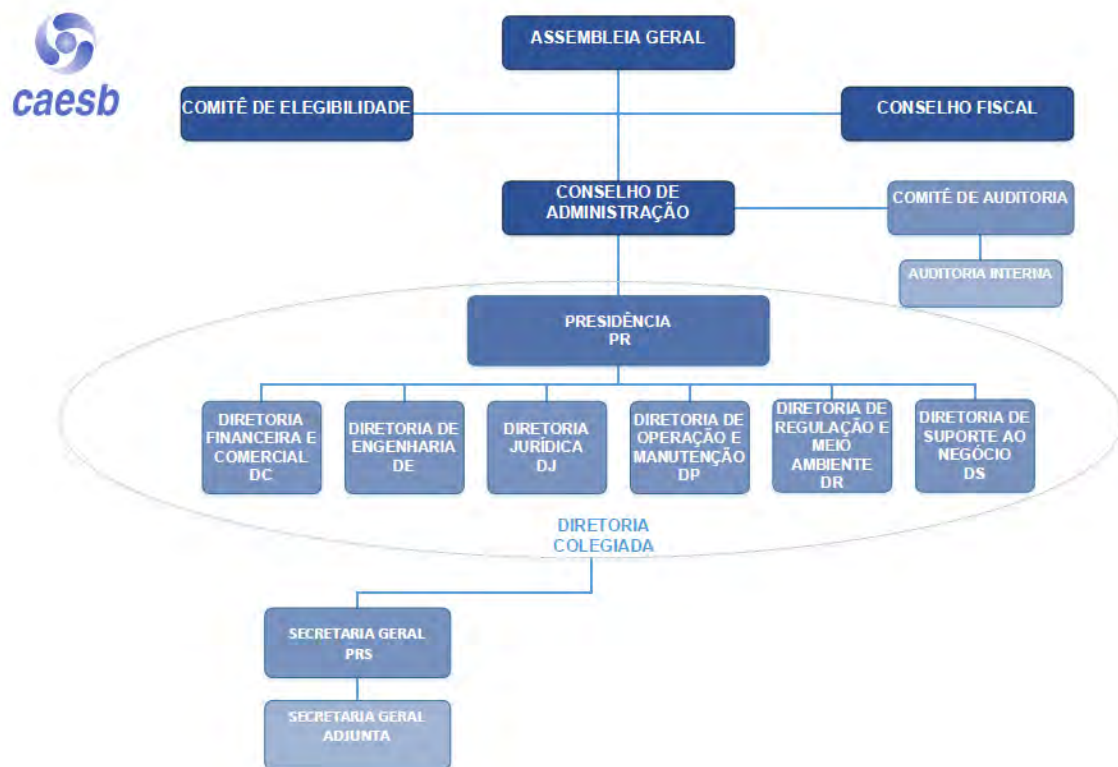 ASSEMBLEIA GERAL
caesb
COMITÊ DE ELEGIBILIDADE
CONSELHO FISCAL
CONSELHO DE
ADMINISTRAÇÃO
COMITÊ DE AUDITORIA
AUDITORIA INTERNA
PRESIDÊNCIA
PR
DIRETORIA
FINANCEIRA E
COMERCIAL
DC
DIRETORIA DE
ENGENHARIA
DE
DIRETORIA
JURÍDICA
DJ
DIRETORIA DE
OPERAÇÃO E
MANUTENÇÃO
DP
DIRETORIA DE
REGULAÇÃO E
MEIO
AMBIENTE
DR
DIRETORIA DE
SUPORTE AO
NEGÓCIO
DS
DIRETORIA
COLEGIADA
SECRETARIA GERAL
PRS
SECRETARIA GERAL
ADJUNTA